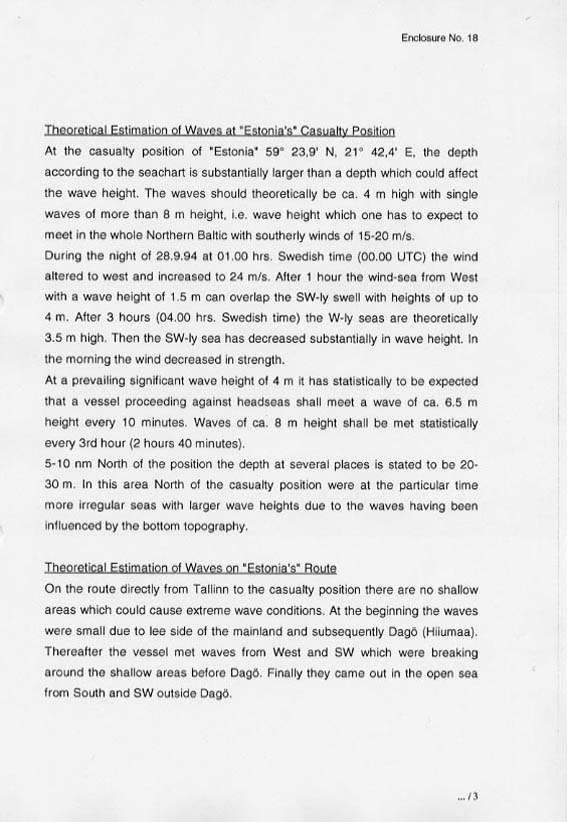 Enclosure No. 18
Theoretical Estimation of Waves at "Estonia's" Casualty Position
At the casualty position of "Estonia" 59° 23,9' N, 21° 42,4' E, the depth
according to the seachart is substantially larger than a depth which could affect
the wave height. The waves should theoretically be ca. 4 m high with single
waves of more than 8 m height, i.e. wave height which one has to expect to
meet in the whole Northern Baltic with southerly winds of 15-20 m/s.
During the night of 28.9.94 at 01.00 hrs. Swedish time (00.00 UTC) the wind
altered to west and increased to 24 m/s. After 1 hour the wind-sea from West
with a wave height of 1.5 m can overlap the SW-ly swell with heights of up to
4 m. After 3 hours (04.00 hrs. Swedish time) the W-ly seas are theoretically
3.5 m high. Then the SW-ly sea has decreased substantially in wave height. In
the morning the wind decreased in strength.
At a prevailing significant wave height of 4 m it has statistically to be expected
that a vessel proceeding against headseas shall meet a wave of ca. 6.5 m
height every 10 minutes. Waves of ca. 8 m height shall be met statistically
every 3rd hour (2 hours 40 minutes).
5-10 nm North of the position the depth at several places is stated to be 20-
30 m. In this area North of the casualty position were at the particular time
more irregular seas with larger wave heights due to the waves having been
influenced by the bottom topography.
Theoretical Estimation of Waves on "Estonia's" Route
On the route directly from Tallinn to the casualty position there are no shallow
areas which could cause extreme wave conditions. At the beginning the waves
were small due to lee side of the mainland and subsequently Dagö (Hiiumaa).
Thereafter the vessel met waves from West and SW which were breaking
around the shallow areas before Dagö. Finally they came out in the open sea
from South and SW outside Dagö.
... / 3